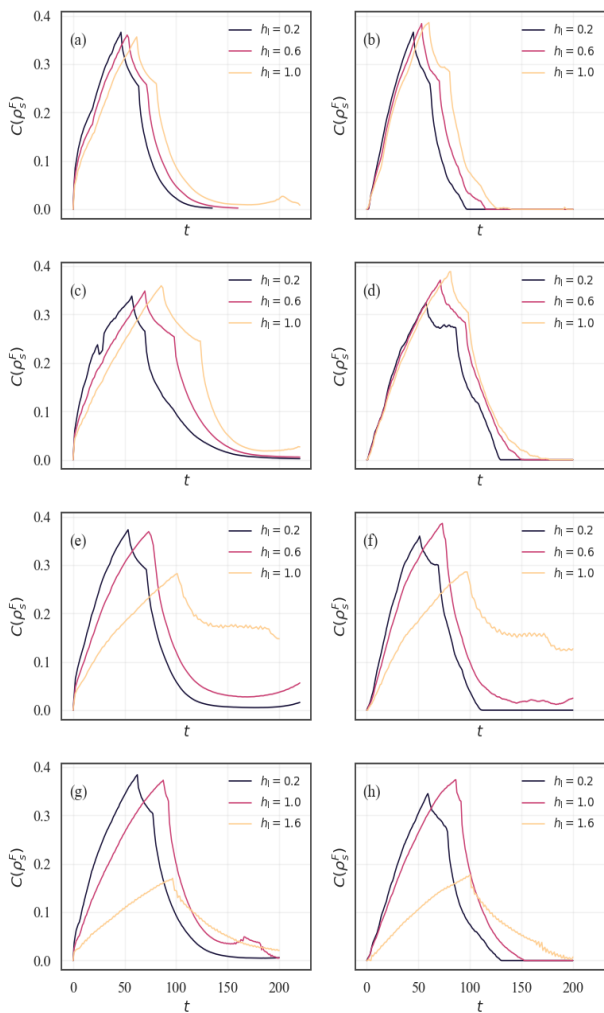 (a)
h_l = 0.2
h_l = 0.6
h_l = 1.0
0.4
0.3
0.2
0.1
0.0
C(ρ_s^F)
t
(b)
h_l = 0.2
h_l = 0.6
h_l = 1.0
C(ρ_s^F)
t
(c)
h_l = 0.2
h_l = 0.6
h_l = 1.0
0.4
0.3
0.2
0.1
0.0
C(ρ_s^F)
t
(d)
h_l = 0.2
h_l = 0.6
h_l = 1.0
C(ρ_s^F)
t
(e)
h_l = 0.2
h_l = 0.6
h_l = 1.0
0.4
0.3
0.2
0.1
0.0
C(ρ_s^F)
t
(f)
h_l = 0.2
h_l = 0.6
h_l = 1.0
C(ρ_s^F)
t
(g)
h_l = 0.2
h_l = 1.0
h_l = 1.6
0.4
0.3
0.2
0.1
0.0
C(ρ_s^F)
0 50 100 150 200
t
(h)
h_l = 0.2
h_l = 1.0
h_l = 1.6
C(ρ_s^F)
0 50 100 150 200
t